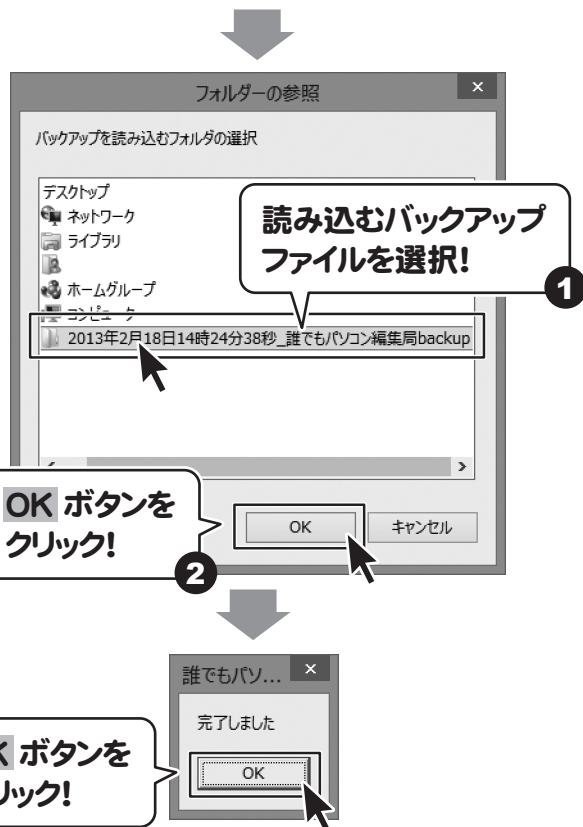 フォルダーの参照
×
バックアップを読み込むフォルダの選択
デスクトップ
ネットワーク
ライブラリ
ホームグループ
コンピュータ
2013年2月18日14時24分38秒_誰でもパソコン編集局backup
読み込むバックアップ
ファイルを選択!
1
OK ボタンを
クリック!
2
OK
キャンセル
誰でもパソ...
×
完了しました
OK
K ボタンを
リック!